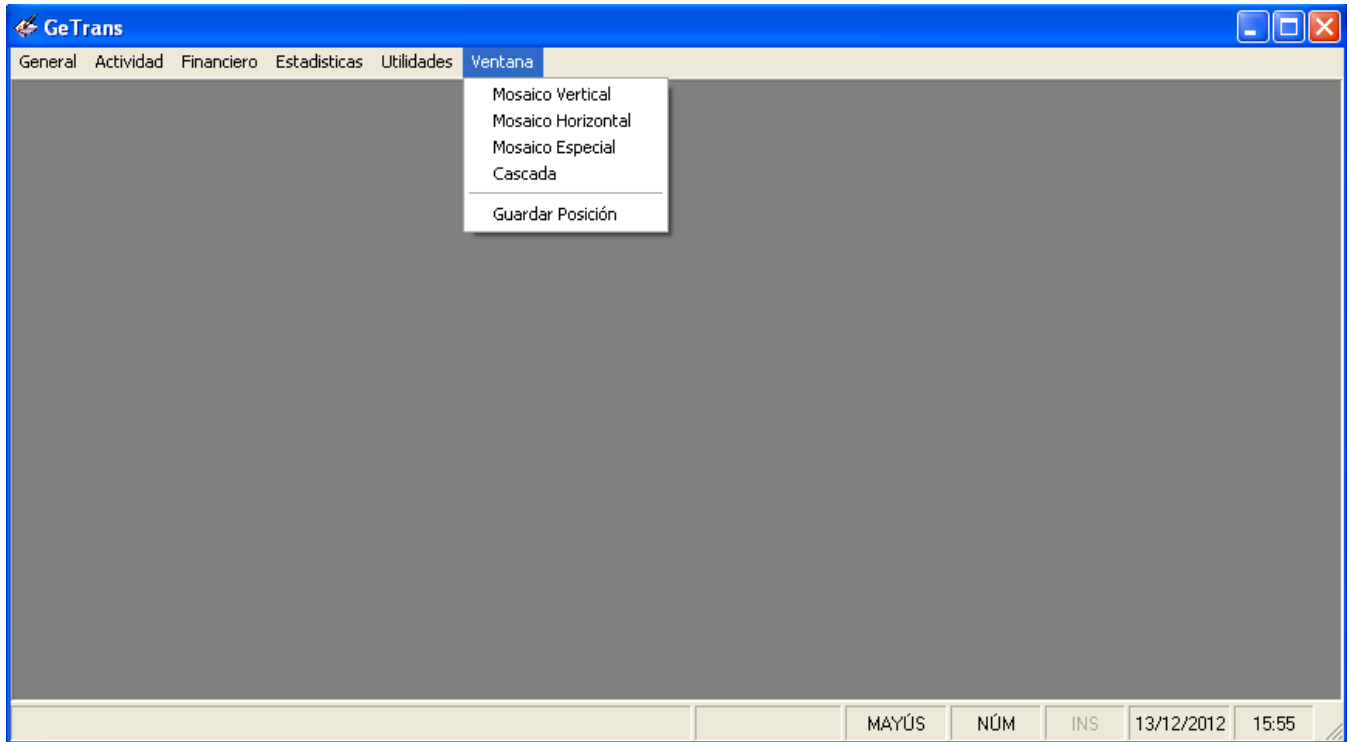 GeTrans
General Actividad Financiero Estadisticas Utilidades Ventana
Mosaico Vertical
Mosaico Horizontal
Mosaico Especial
Cascada
Guardar Posición
MAYÚS NÚM INS 13/12/2012 15:55